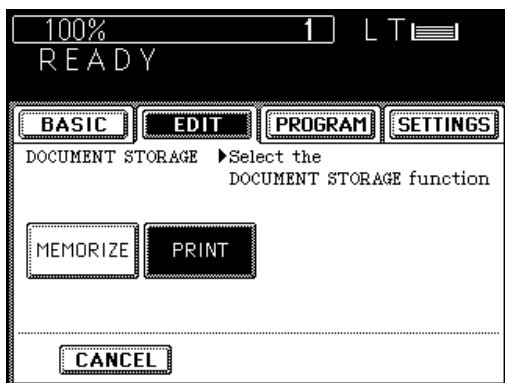 100% 1 LT
READY
BASIC EDIT PROGRAM SETTINGS
DOCUMENT STORAGE ▶Select the
DOCUMENT STORAGE function
MEMORIZE PRINT
CANCEL